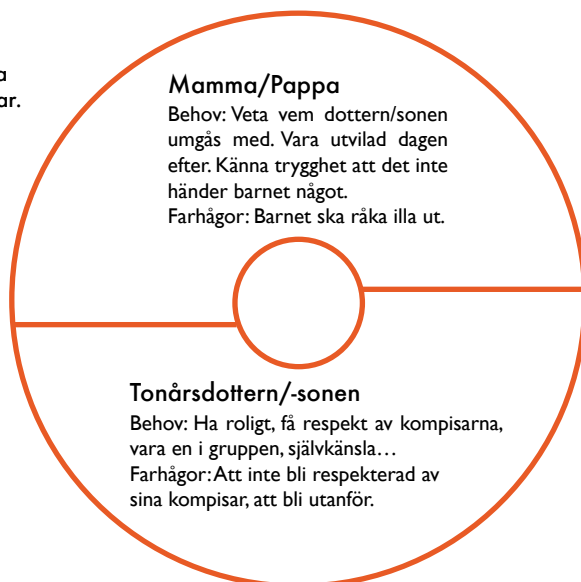 a
ar.
Mamma/Pappa
Behov: Veta vem dottern/sonen
umgås med. Vara utvilad dagen
efter. Känna trygghet att det inte
händer barnet något.
Farhågor: Barnet ska råka illa ut.
Tonårsdottern/-sonen
Behov: Ha roligt, få respekt av kompisarna,
vara en i gruppen, självkänsla…
Farhågor: Att inte bli respekterad av
sina kompisar, att bli utanför.